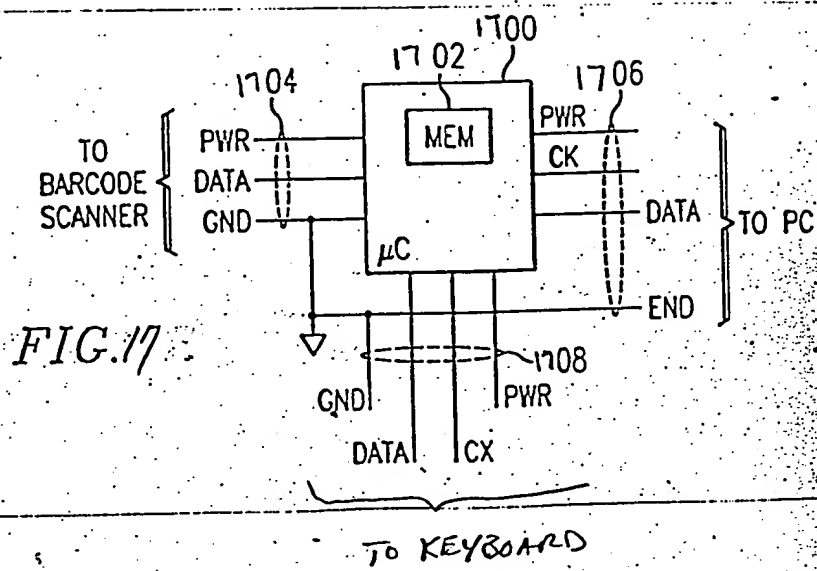 1700
1702
1704
1706
PWR
MEM
PWR
CK
TO
BARCODE
SCANNER
DATA
GND
DATA
TO PC
μC
END
FIG.17
1708
GND
PWR
DATA
CX
TO KEYBOARD